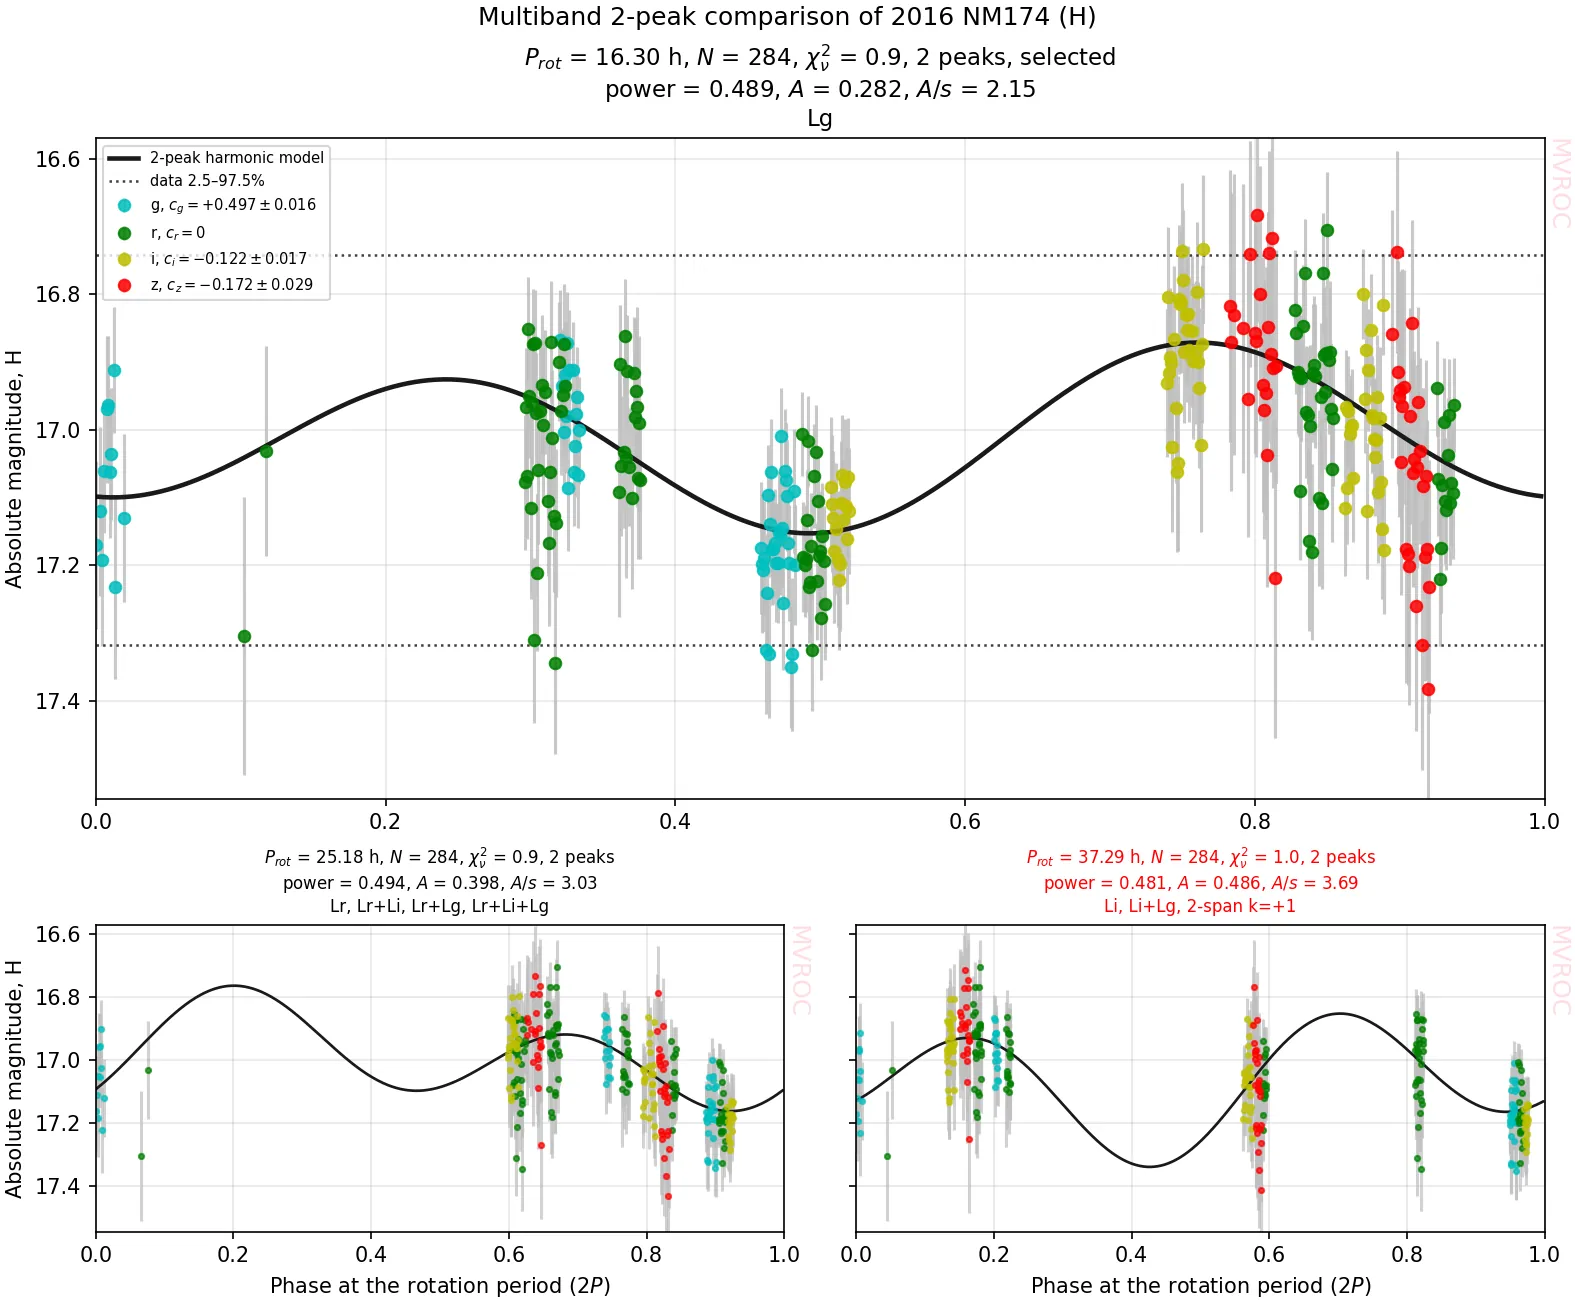 Multiband 2-peak comparison of 2016 NM174 (H)
P_rot = 16.30 h, N = 284, χ²_ν = 0.9, 2 peaks, selected
power = 0.489, A = 0.282, A/s = 2.15
Lg
2-peak harmonic model
data 2.5–97.5%
g, c_g = +0.497 ± 0.016
r, c_r = 0
i, c_i = −0.122 ± 0.017
z, c_z = −0.172 ± 0.029
MVROC
Absolute magnitude, H
16.6
16.8
17.0
17.2
17.4
0.0 0.2 0.4 0.6 0.8 1.0
P_rot = 25.18 h, N = 284, χ²_ν = 0.9, 2 peaks
power = 0.494, A = 0.398, A/s = 3.03
Lr, Lr+Li, Lr+Lg, Lr+Li+Lg
MVROC
Absolute magnitude, H
16.6
16.8
17.0
17.2
17.4
0.0 0.2 0.4 0.6 0.8 1.0
Phase at the rotation period (2P)
P_rot = 37.29 h, N = 284, χ²_ν = 1.0, 2 peaks
power = 0.481, A = 0.486, A/s = 3.69
Li, Li+Lg, 2-span k=+1
MVROC
0.0 0.2 0.4 0.6 0.8 1.0
Phase at the rotation period (2P)